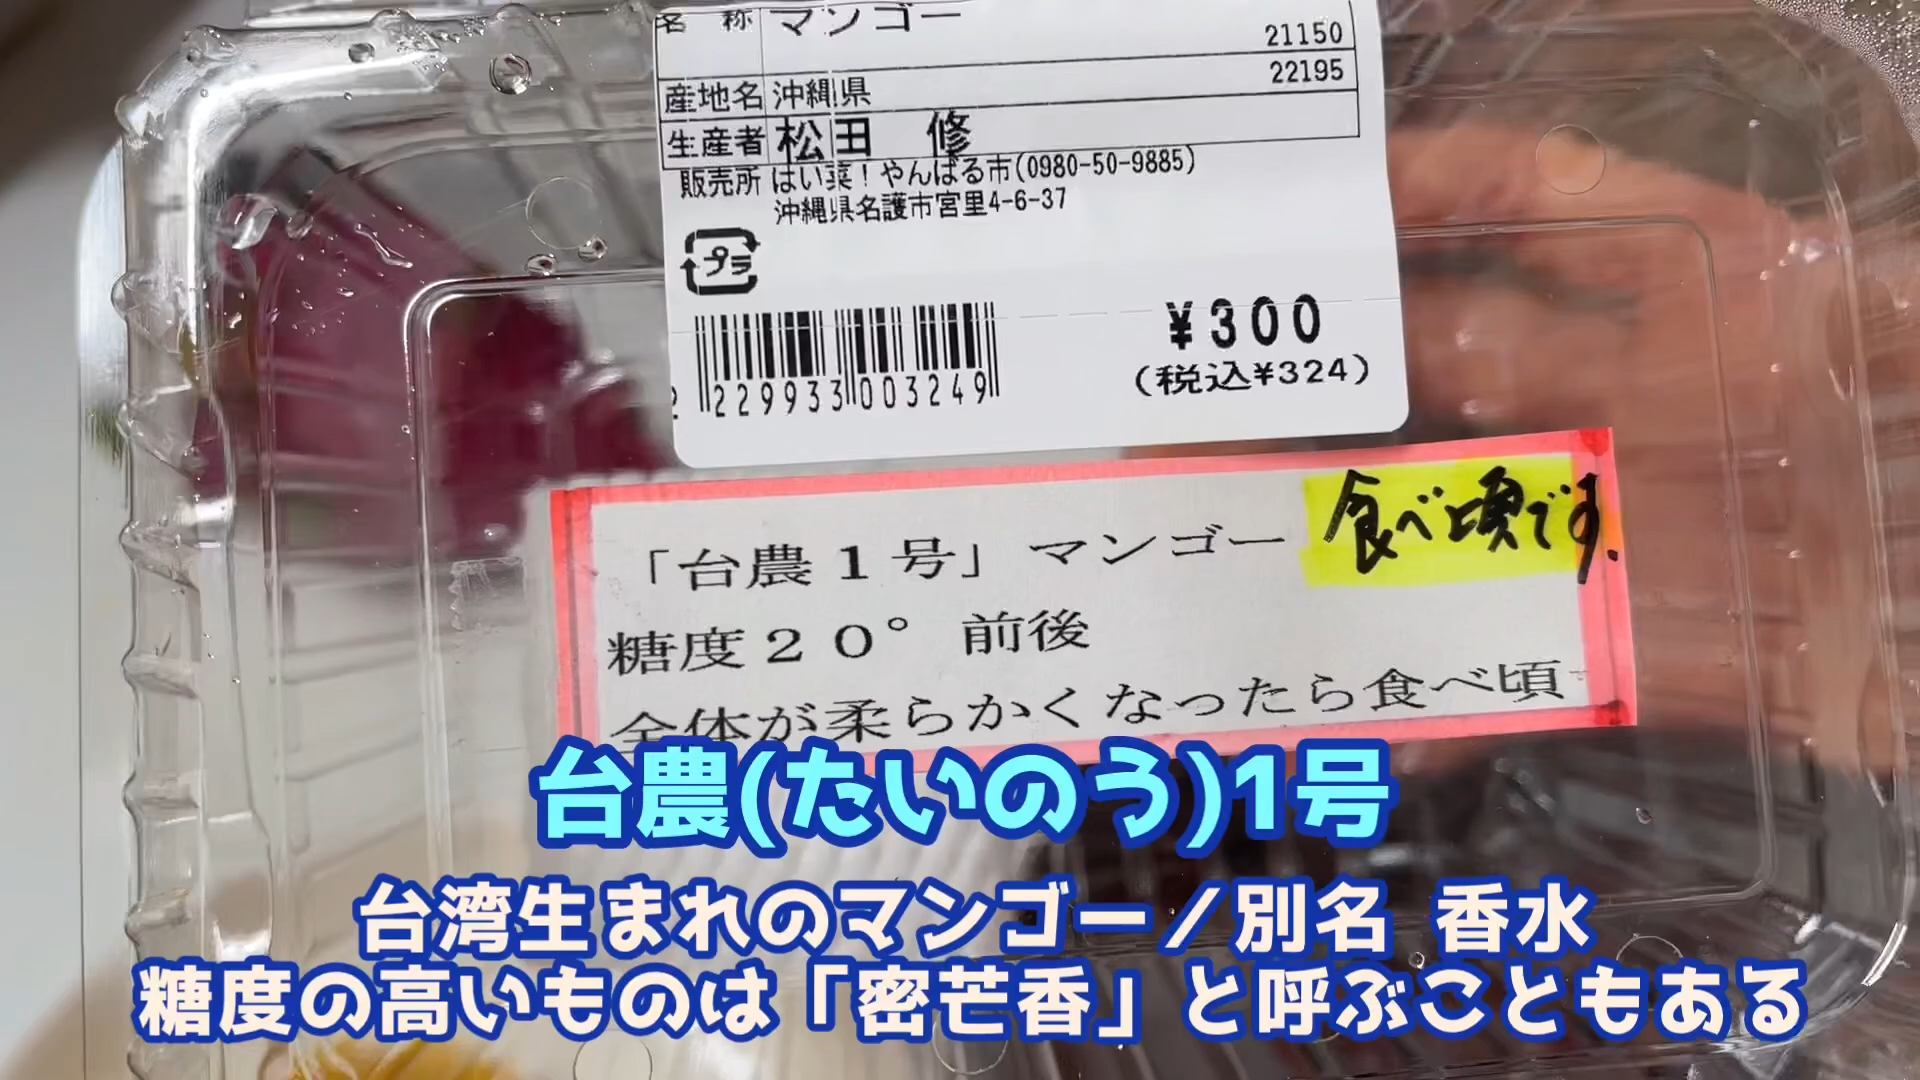 名 称 マンゴー
21150
産地名 沖縄県
22195
生産者 松田 修
販売所 はい菜!やんばる市(0980-50-9885)
沖縄県名護市宮里4-6-37
プラ
¥300
(税込¥324)
2 229933 003249
「台農1号」マンゴー 食べ頃です.
糖度20°前後
全体が柔らかくなったら食べ頃
台農(たいのう)1号
台湾生まれのマンゴー/別名 香水
糖度の高いものは「密芒香」と呼ぶこともある